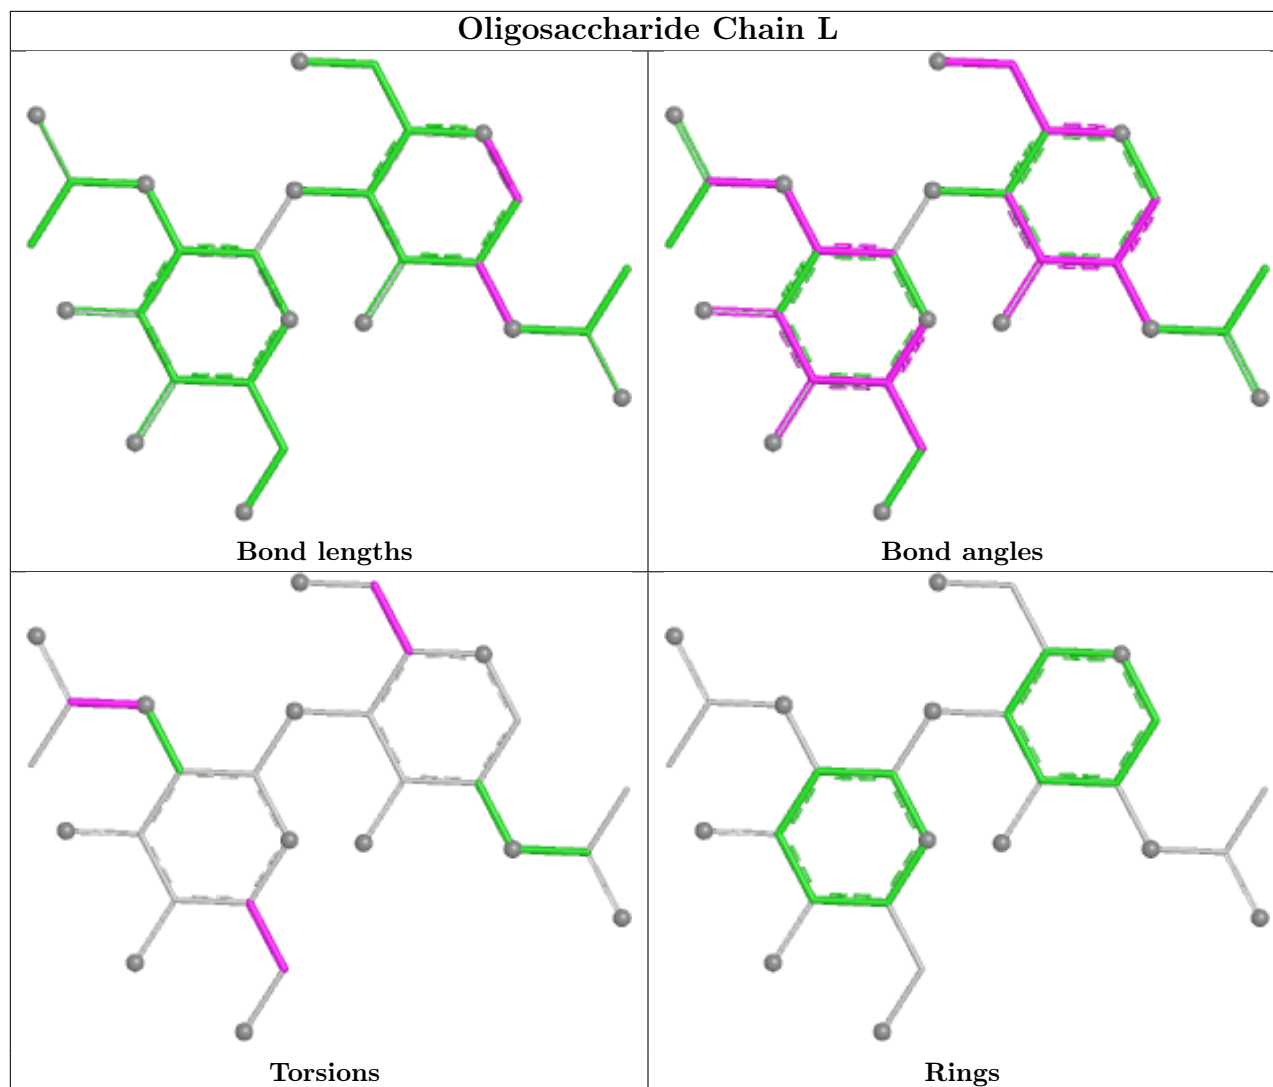 Oligosaccharide Chain L
Bond lengths
Bond angles
Torsions
Rings